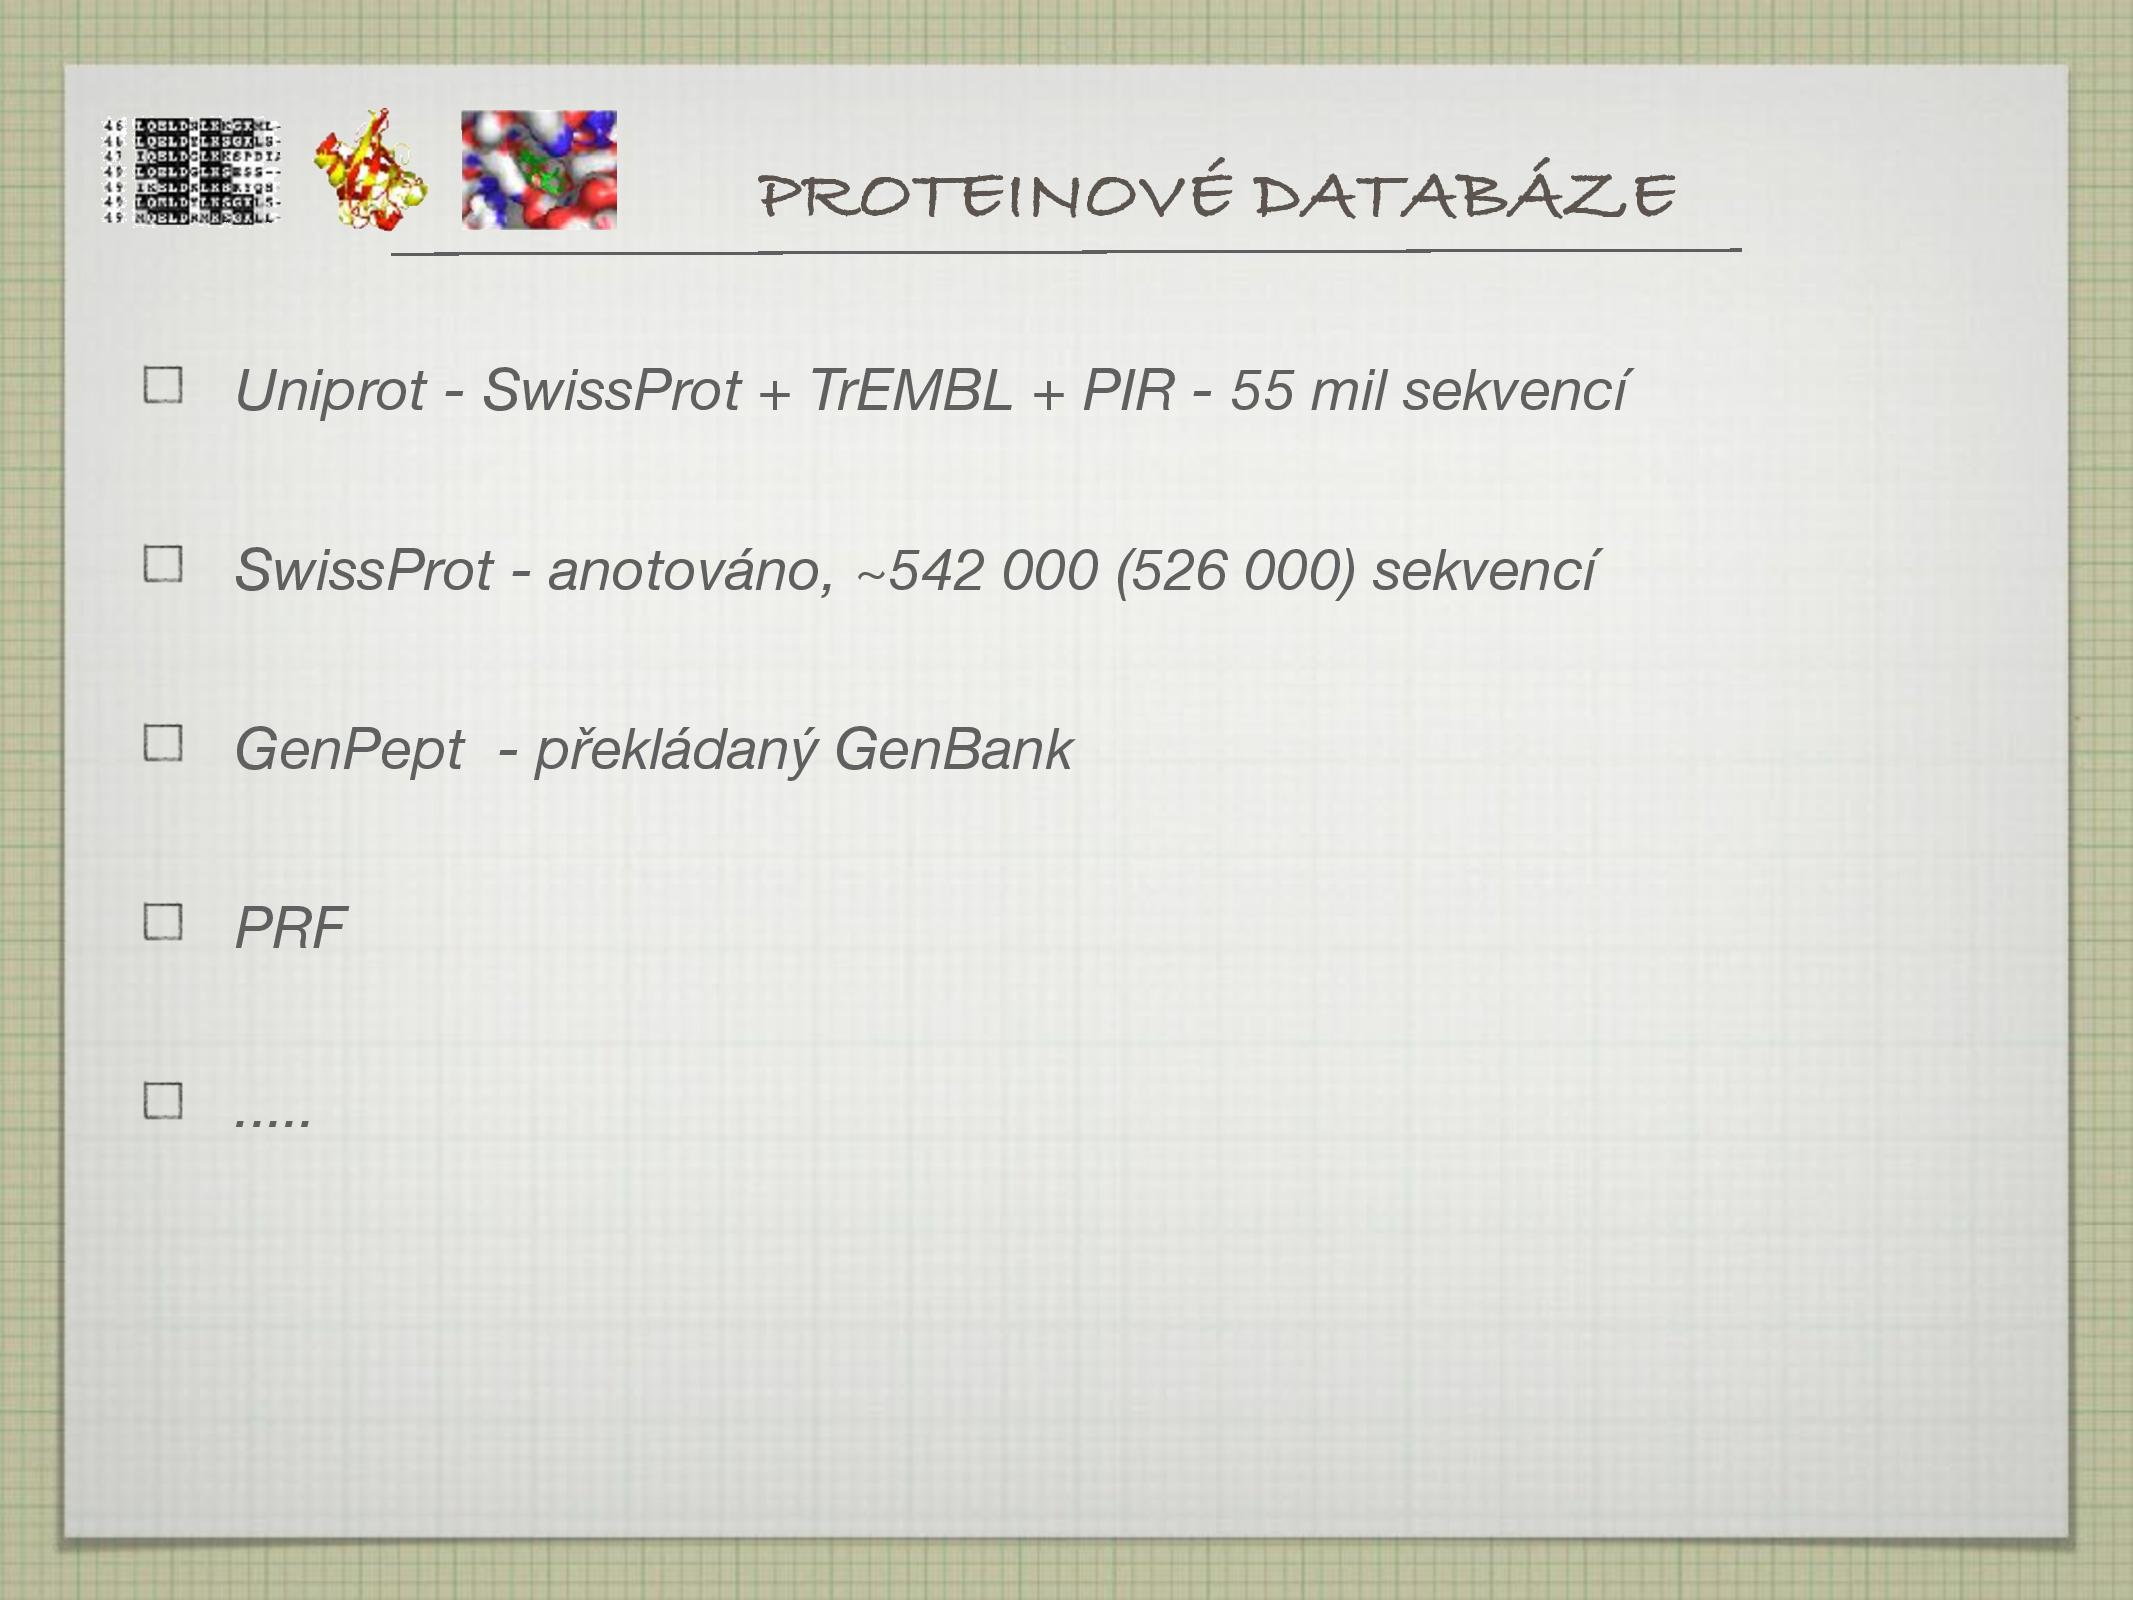 PROTEINOVÉ DATABÁZE
Uniprot - SwissProt + TrEMBL + PIR - 55 mil sekvencí
SwissProt - anotováno, ~542 000 (526 000) sekvencí
GenPept - překládaný GenBank
PRF
.....